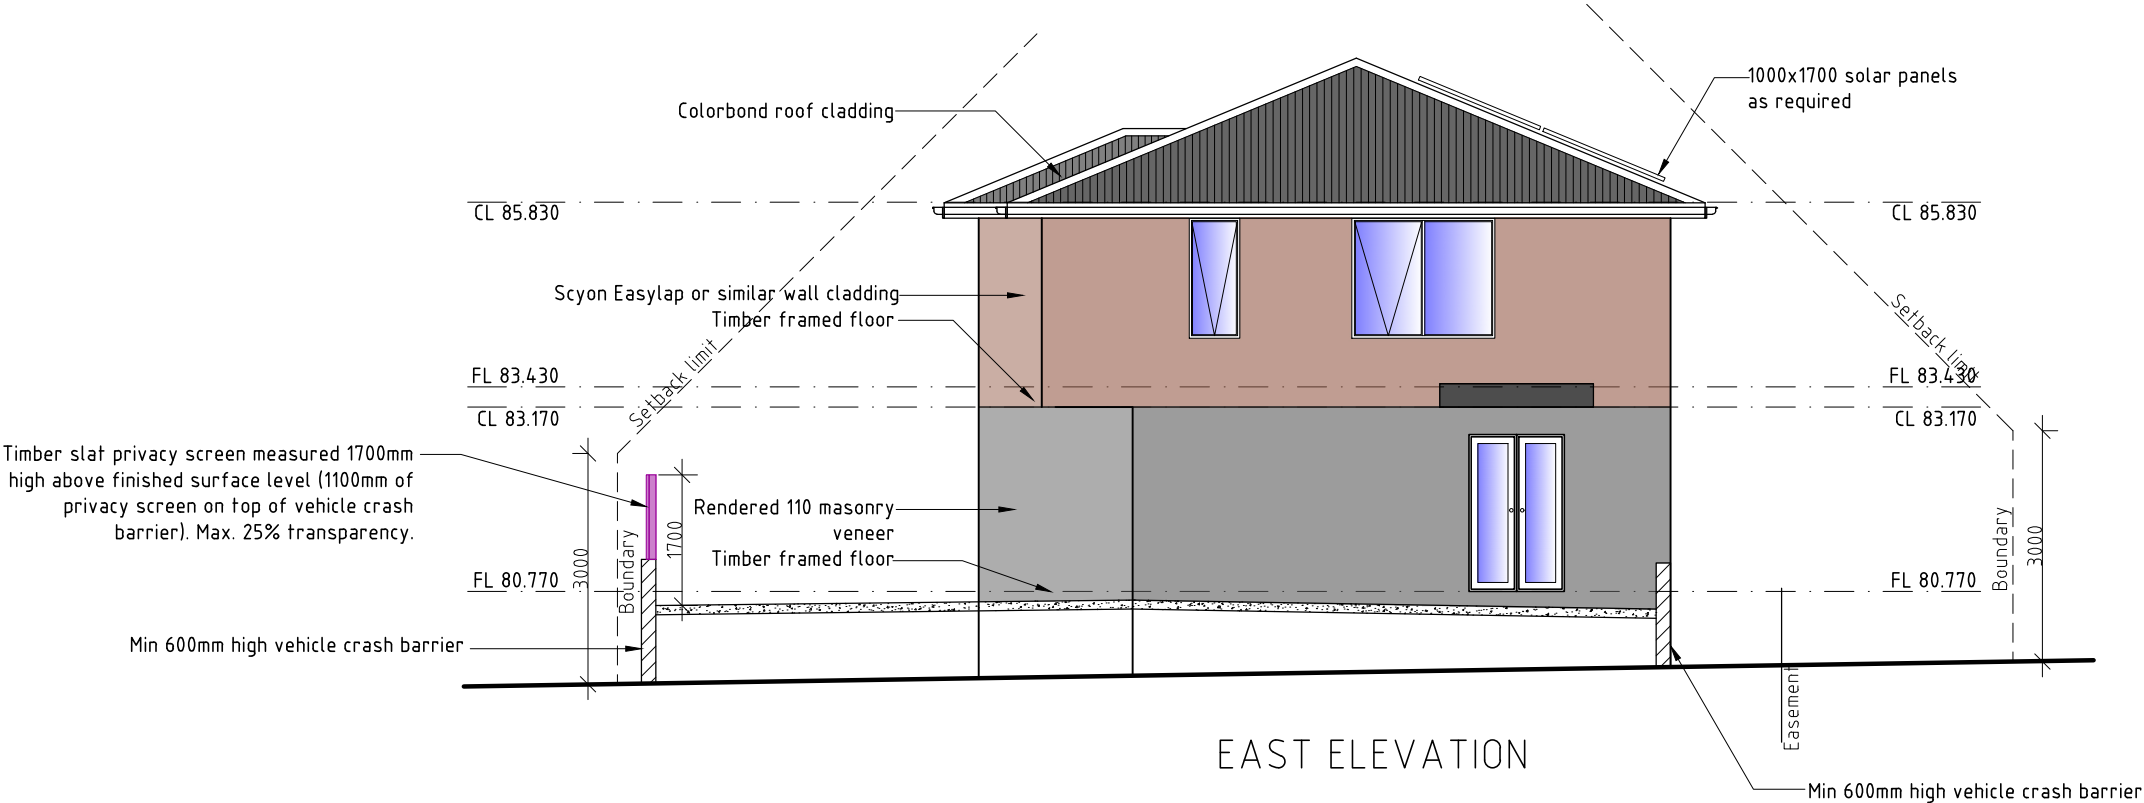 1000x1700 solar panels
as required
Colorbond roof cladding
CL 85.830
CL 85.830
Scyon Easylap or similar wall cladding
Timber framed floor
Setback limit
Setback limit
FL 83.430
FL 83.430
CL 83.170
CL 83.170
Timber slat privacy screen measured 1700mm
high above finished surface level (1100mm of
privacy screen on top of vehicle crash
barrier). Max. 25% transparency.
Rendered 110 masonry
veneer
Timber framed floor
3000
Boundary
1700
Boundary
3000
FL 80.770
FL 80.770
Min 600mm high vehicle crash barrier
Easement
EAST ELEVATION
Min 600mm high vehicle crash barrier